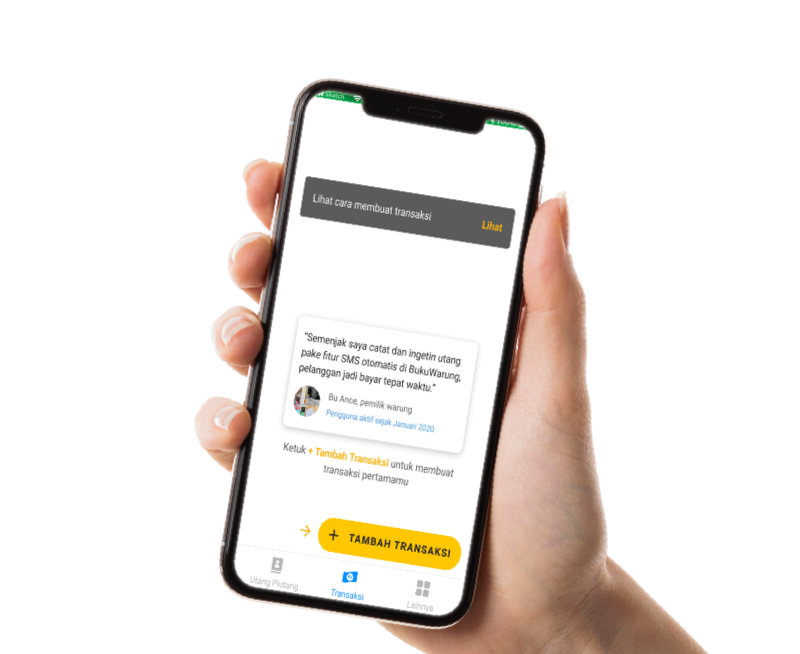 Sketch
Lihat cara membuat transaksi
Lihat
"Semenjak saya catat dan ingetin utang
pake fitur SMS otomatis di BukuWarung,
pelanggan jadi bayar tepat waktu."
Bu Ance, pemilik warung
Pengguna aktif sejak Januari 2020
Ketuk + Tambah Transaksi untuk membuat
transaksi pertamamu
→ + TAMBAH TRANSAKSI
Utang Piutang
Transaksi
Lainnya